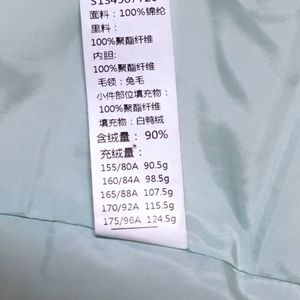 面料：100%锦纶
里料：
100%聚酯纤维
内胆:
100%聚酯纤维
毛领：兔毛
小件部位填充物：
100%聚酯纤维
填充物：白鸭绒
含绒量： 90%
充绒量：
155/80A 90.5g
160/84A 98.5g
165/88A 107.5g
170/92A 115.5g
175/96A 124.5g